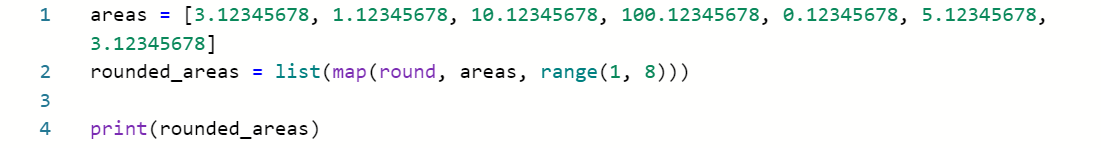 1 areas = [3.12345678, 1.12345678, 10.12345678, 100.12345678, 0.12345678, 5.12345678,
3.12345678]
2 rounded_areas = list(map(round, areas, range(1, 8)))
3
4 print(rounded_areas)